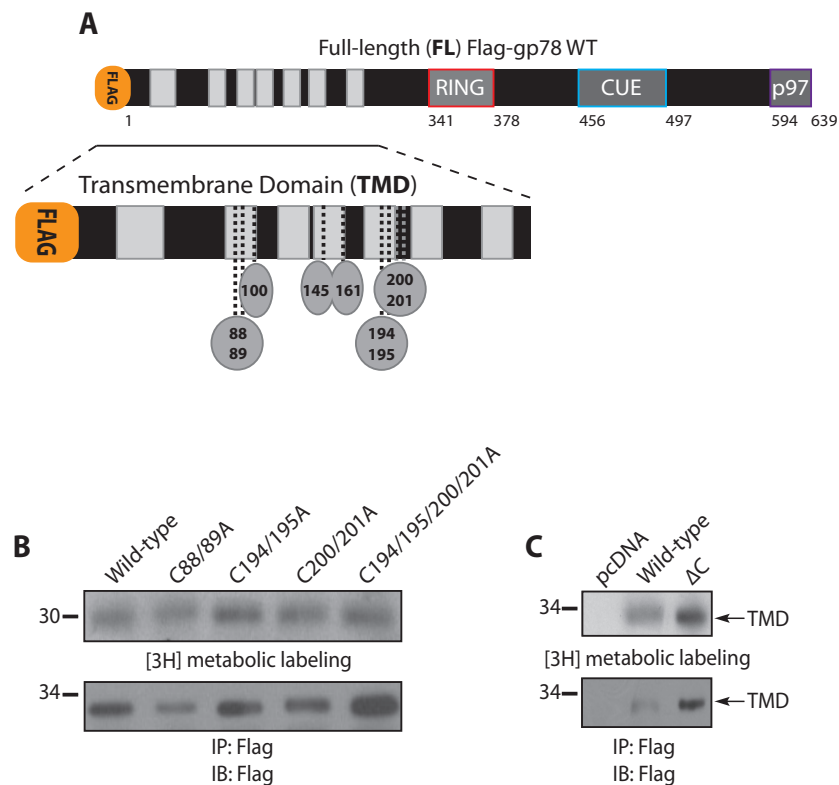 A
Full-length (FL) Flag-gp78 WT
FLAG
RING
CUE
p97
1
341
378
456
497
594
639
Transmembrane Domain (TMD)
FLAG
100
145
161
200
201
88
89
194
195
B
Wild-type
C88/89A
C194/195A
C200/201A
C194/195/200/201A
30
[3H] metabolic labeling
34
IP: Flag
IB: Flag
C
pcDNA
Wild-type
ΔC
34
TMD
[3H] metabolic labeling
34
TMD
IP: Flag
IB: Flag